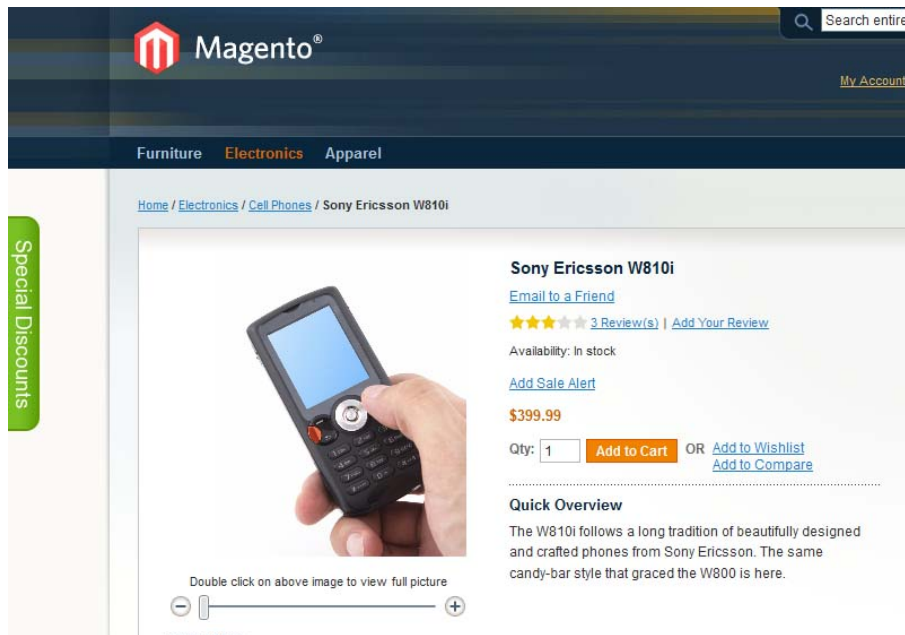 Search entire
Magento®
My Account
Furniture Electronics Apparel
Home / Electronics / Cell Phones / Sony Ericsson W810i
Special Discounts
Sony Ericsson W810i
Email to a Friend
3 Review(s) | Add Your Review
Availability: In stock
Add Sale Alert
$399.99
Qty: 1 Add to Cart OR Add to Wishlist
Add to Compare
Quick Overview
The W810i follows a long tradition of beautifully designed
and crafted phones from Sony Ericsson. The same
candy-bar style that graced the W800 is here.
Double click on above image to view full picture